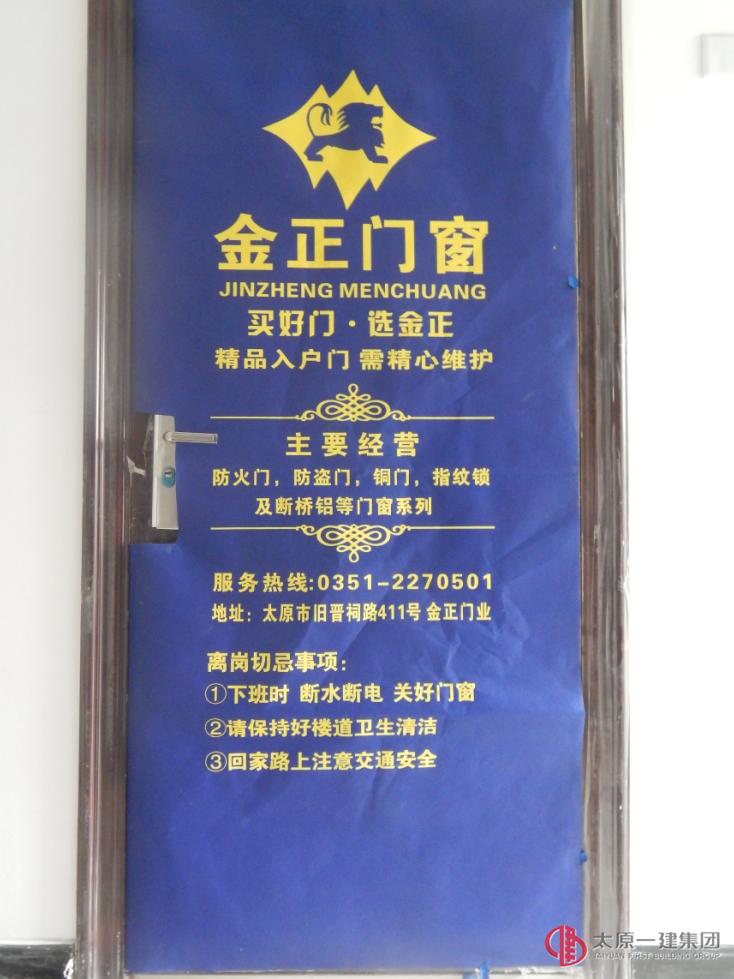 金正门窗
JINZHENG MENCHUANG
买好门·选金正
精品入户门 需精心维护
主要经营
防火门，防盗门，铜门，指纹锁
及断桥铝等门窗系列
服务热线:0351-2270501
地址：太原市旧晋祠路411号 金正门业
离岗切忌事项：
①下班时 断水断电 关好门窗
②请保持好楼道卫生清洁
③回家路上注意交通安全
太原一建集团
TAIYUAN FIRST BUILDING GROUP